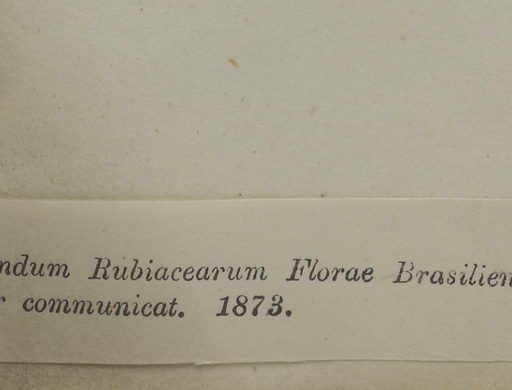 ndum Rubiacearum Florae Brasilien
r communicat. 1873.